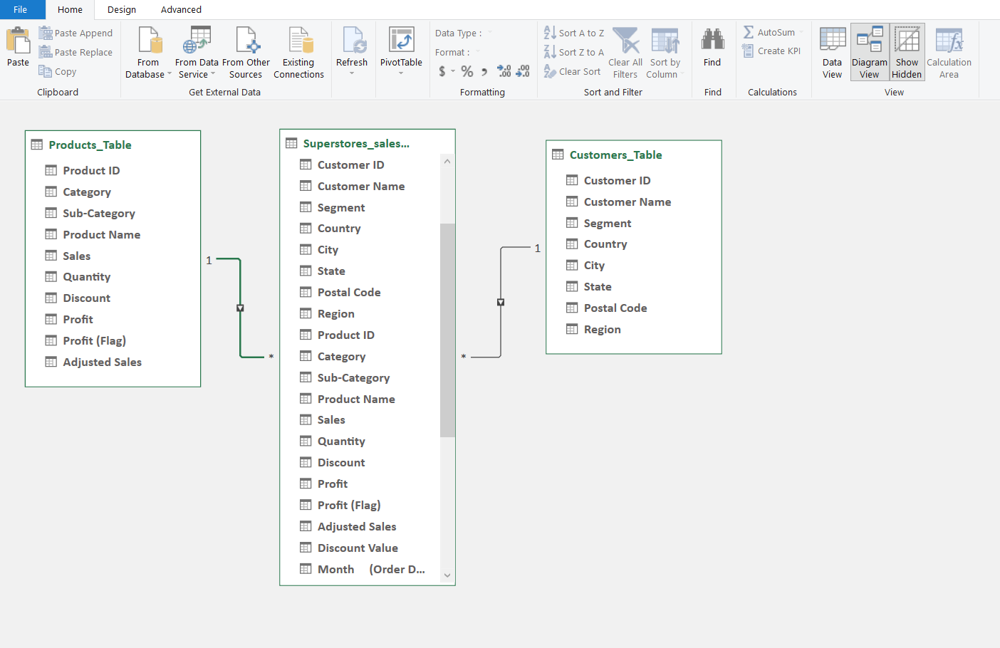 File Home Design Advanced
Paste
Paste Append
Paste Replace
Copy
Clipboard
From Database
From Data Service
From Other Sources
Existing Connections
Get External Data
Refresh
PivotTable
Data Type :
Format :
$ % , .00 .00
Formatting
Sort A to Z
Sort Z to A
Clear Sort
Clear All Filters
Sort by Column
Sort and Filter
Find
Find
AutoSum
Create KPI
Calculations
Data View
Diagram View
Show Hidden
Calculation Area
View
Products_Table
Product ID
Category
Sub-Category
Product Name
Sales
Quantity
Discount
Profit
Profit (Flag)
Adjusted Sales
1
*
Superstores_sales...
Customer ID
Customer Name
Segment
Country
City
State
Postal Code
Region
Product ID
Category
Sub-Category
Product Name
Sales
Quantity
Discount
Profit
Profit (Flag)
Adjusted Sales
Discount Value
Month (Order D...
*
1
Customers_Table
Customer ID
Customer Name
Segment
Country
City
State
Postal Code
Region